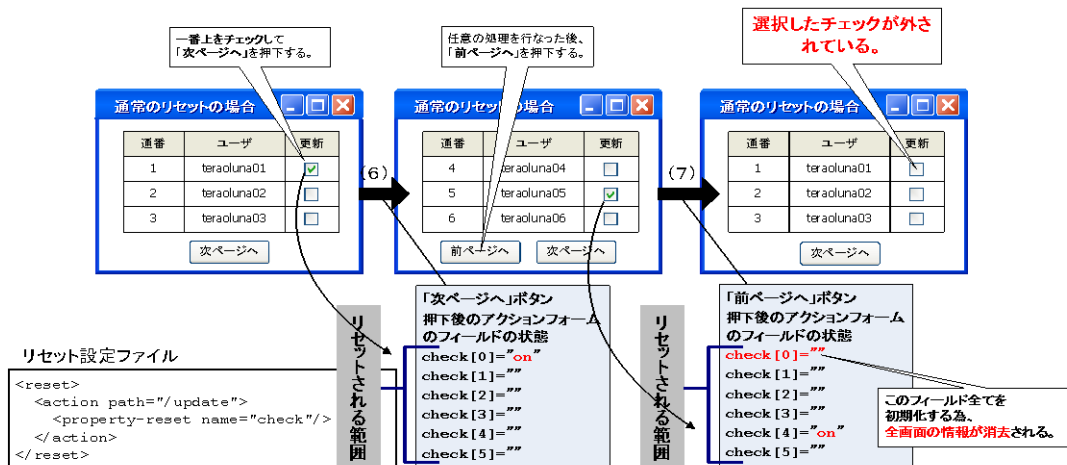 一番上をチェックして
「次ページへ」を押下する。
任意の処理を行なった後、
「前ページへ」を押下する。
選択したチェックが外さ
れている。
通常のリセットの場合
通番 ユーザ 更新
1 teraoluna01
2 teraoluna02
3 teraoluna03
次ページへ
(6)
通常のリセットの場合
通番 ユーザ 更新
4 teraoluna04
5 teraoluna05
6 teraoluna06
前ページへ 次ページへ
(7)
通常のリセットの場合
通番 ユーザ 更新
1 teraoluna01
2 teraoluna02
3 teraoluna03
次ページへ
リセット設定ファイル
<reset>
<action path="/update">
<property-reset name="check"/>
</action>
</reset>
リセットされる範囲
「次ページへ」ボタン
押下後のアクションフォーム
のフィールドの状態
check[0]="on"
check[1]=""
check[2]=""
check[3]=""
check[4]=""
check[5]=""
リセットされる範囲
「前ページへ」ボタン
押下後のアクションフォーム
のフィールドの状態
check[0]=""
check[1]=""
check[2]=""
check[3]=""
check[4]="on"
check[5]=""
このフィールド全てを
初期化する為、
全画面の情報が消去される。